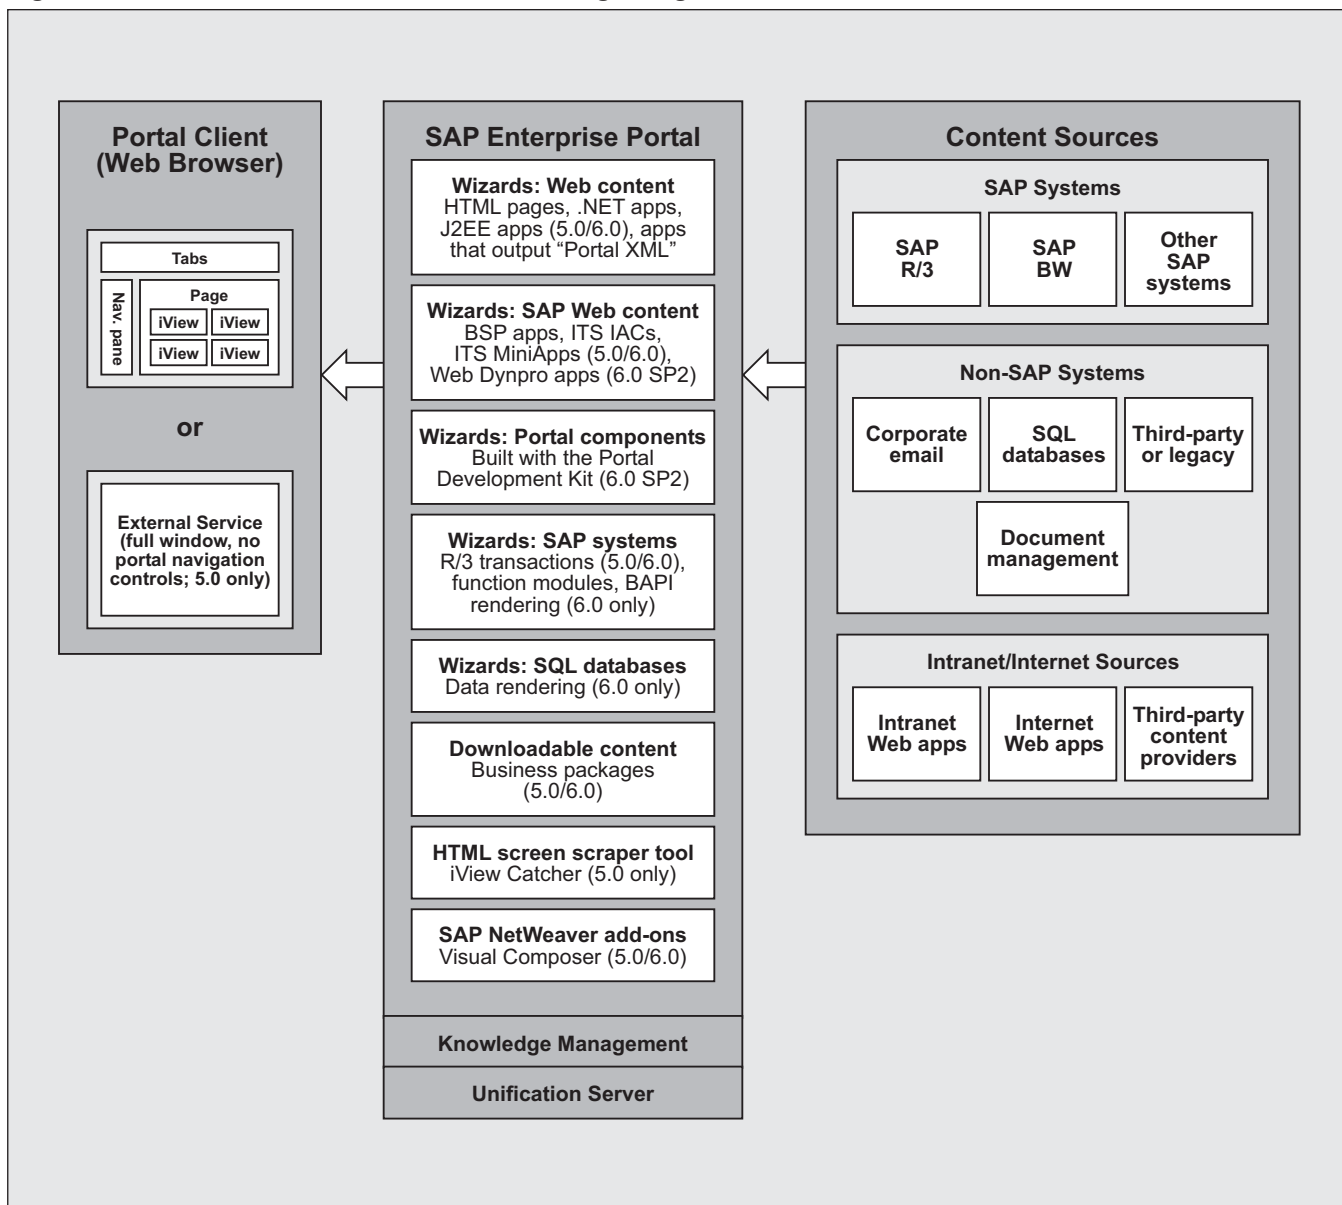 Portal Client
(Web Browser)
Tabs
Nav. pane
Page
iView
iView
iView
iView
or
External Service
(full window, no
portal navigation
controls; 5.0 only)
SAP Enterprise Portal
Wizards: Web content
HTML pages, .NET apps,
J2EE apps (5.0/6.0), apps
that output “Portal XML”
Wizards: SAP Web content
BSP apps, ITS IACs,
ITS MiniApps (5.0/6.0),
Web Dynpro apps (6.0 SP2)
Wizards: Portal components
Built with the Portal
Development Kit (6.0 SP2)
Wizards: SAP systems
R/3 transactions (5.0/6.0),
function modules, BAPI
rendering (6.0 only)
Wizards: SQL databases
Data rendering (6.0 only)
Downloadable content
Business packages
(5.0/6.0)
HTML screen scraper tool
iView Catcher (5.0 only)
SAP NetWeaver add-ons
Visual Composer (5.0/6.0)
Knowledge Management
Unification Server
Content Sources
SAP Systems
SAP
R/3
SAP
BW
Other
SAP
systems
Non-SAP Systems
Corporate
email
SQL
databases
Third-party
or legacy
Document
management
Intranet/Internet Sources
Intranet
Web apps
Internet
Web apps
Third-party
content
providers